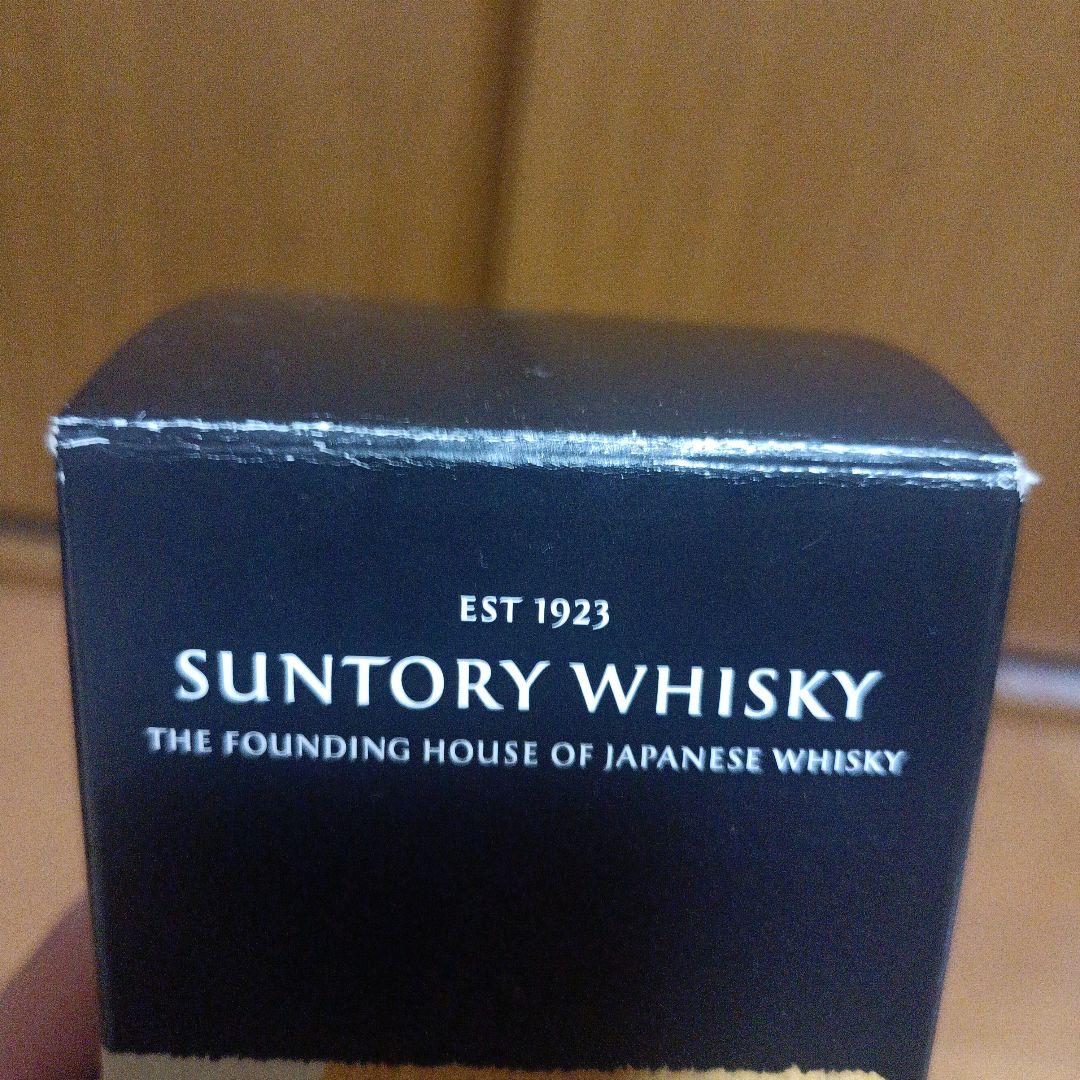 EST 1923
SUNTORY WHISKY
THE FOUNDING HOUSE OF JAPANESE WHISKY